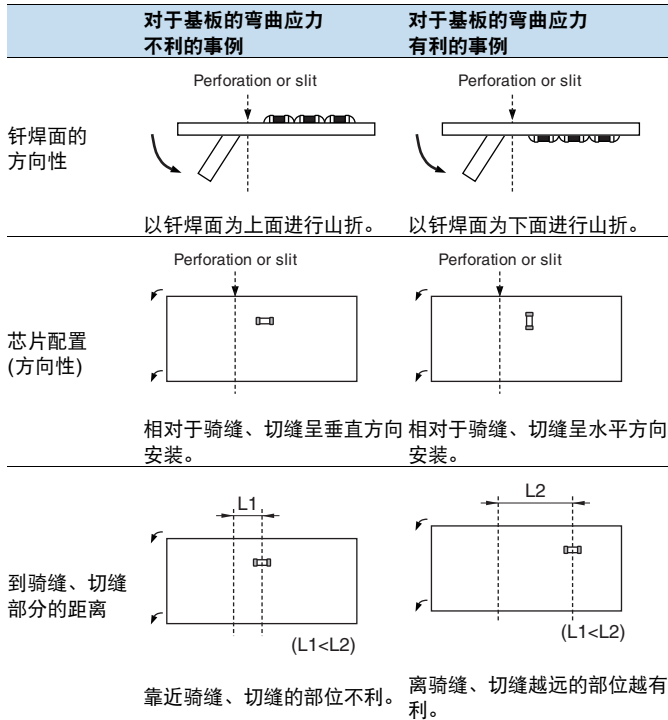 对于基板的弯曲应力
不利的事例
对于基板的弯曲应力
有利的事例
钎焊面的
方向性
Perforation or slit
以钎焊面为上面进行山折。
Perforation or slit
以钎焊面为下面进行山折。
芯片配置
(方向性)
Perforation or slit
相对于骑缝、切缝呈垂直方向
安装。
Perforation or slit
相对于骑缝、切缝呈水平方向
安装。
到骑缝、切缝
部分的距离
L1
(L1<L2)
靠近骑缝、切缝的部位不利。
L2
(L1<L2)
离骑缝、切缝越远的部位越有
利。